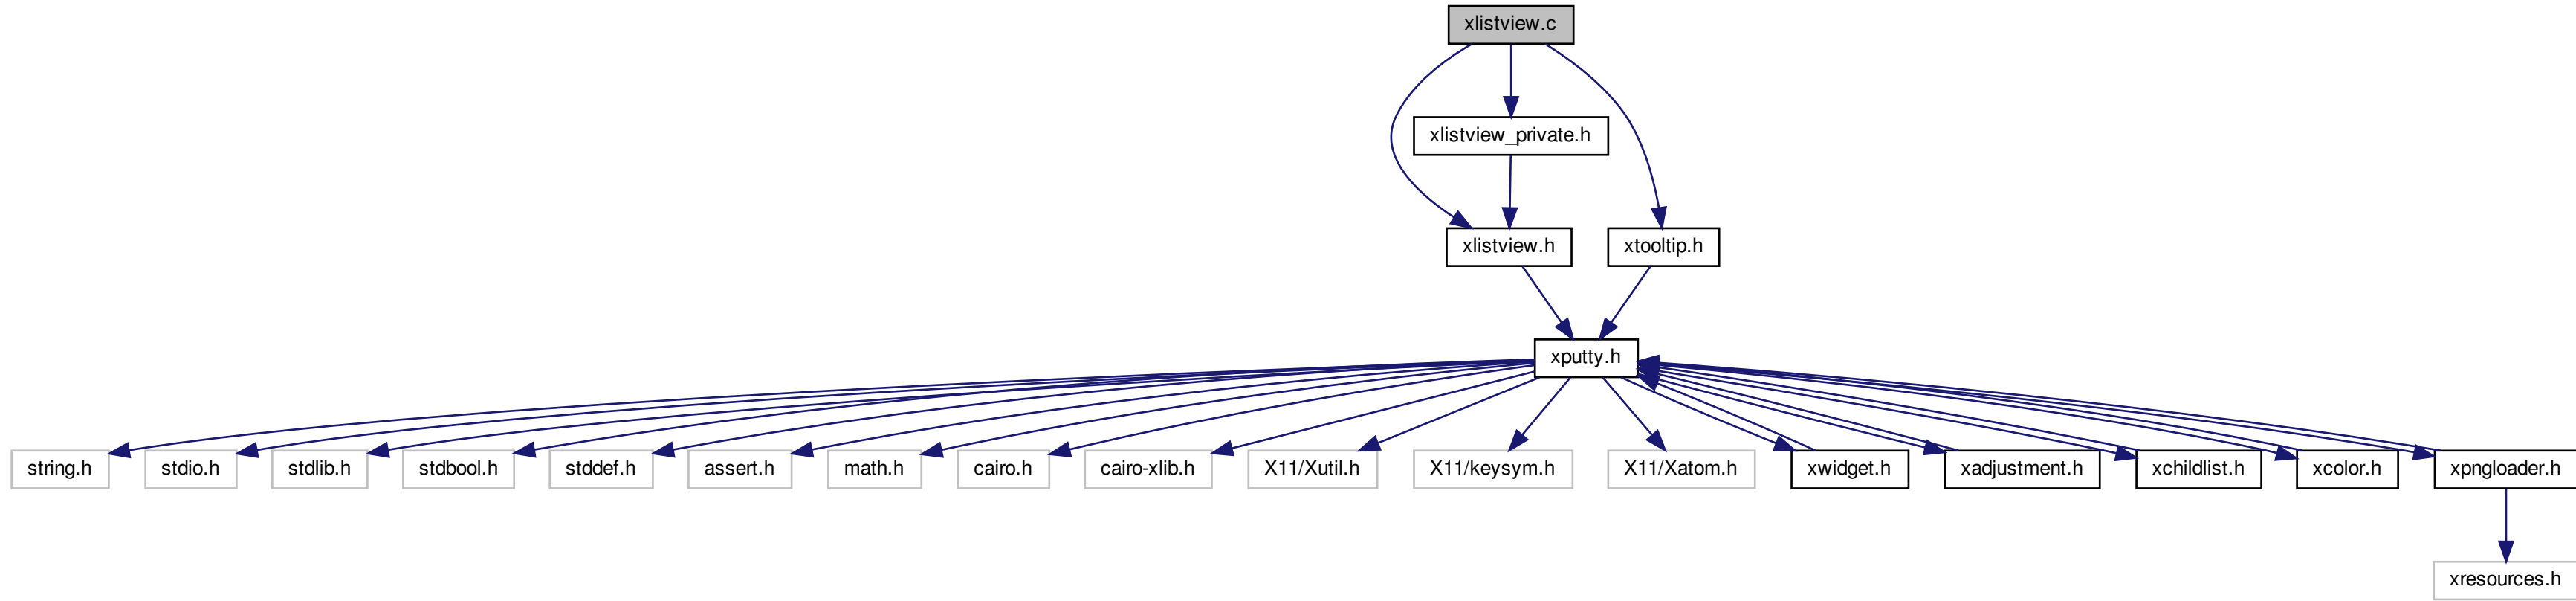 xlistview.c
xlistview_private.h
xlistview.h
xtooltip.h
xputty.h
string.h
stdio.h
stdlib.h
stdbool.h
stddef.h
assert.h
math.h
cairo.h
cairo-xlib.h
X11/Xutil.h
X11/keysym.h
X11/Xatom.h
xwidget.h
xadjustment.h
xchildlist.h
xcolor.h
xpngloader.h
xresources.h